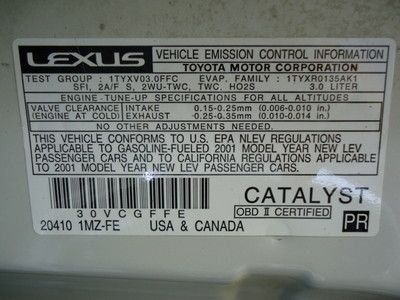 LEXUS VEHICLE EMISSION CONTROL INFORMATION
TOYOTA MOTOR CORPORATION
TEST GROUP : 1TYXV03.0FFC EVAP. FAMILY : 1TYXR0135AK1
SFI, 2A/F S, 2WU-TWC, TWC, HO2S 3.0 LITER
ENGINE TUNE-UP SPECIFICATIONS FOR ALL ALTITUDES
VALVE CLEARANCE INTAKE 0.15-0.25mm (0.006-0.010 in)
(ENGINE AT COLD) EXHAUST 0.25-0.35mm (0.010-0.014 in)
NO OTHER ADJUSTMENTS NEEDED.
THIS VEHICLE CONFORMS TO U.S. EPA NLEV REGULATIONS
APPLICABLE TO GASOLINE-FUELED 2001 MODEL YEAR NEW LEV
PASSENGER CARS AND TO CALIFORNIA REGULATIONS APPLICABLE
TO 2001 MODEL YEAR NEW LEV PASSENGER CARS.
CATALYST
30VCGFFE OBD II CERTIFIED
20410 1MZ-FE USA & CANADA PR